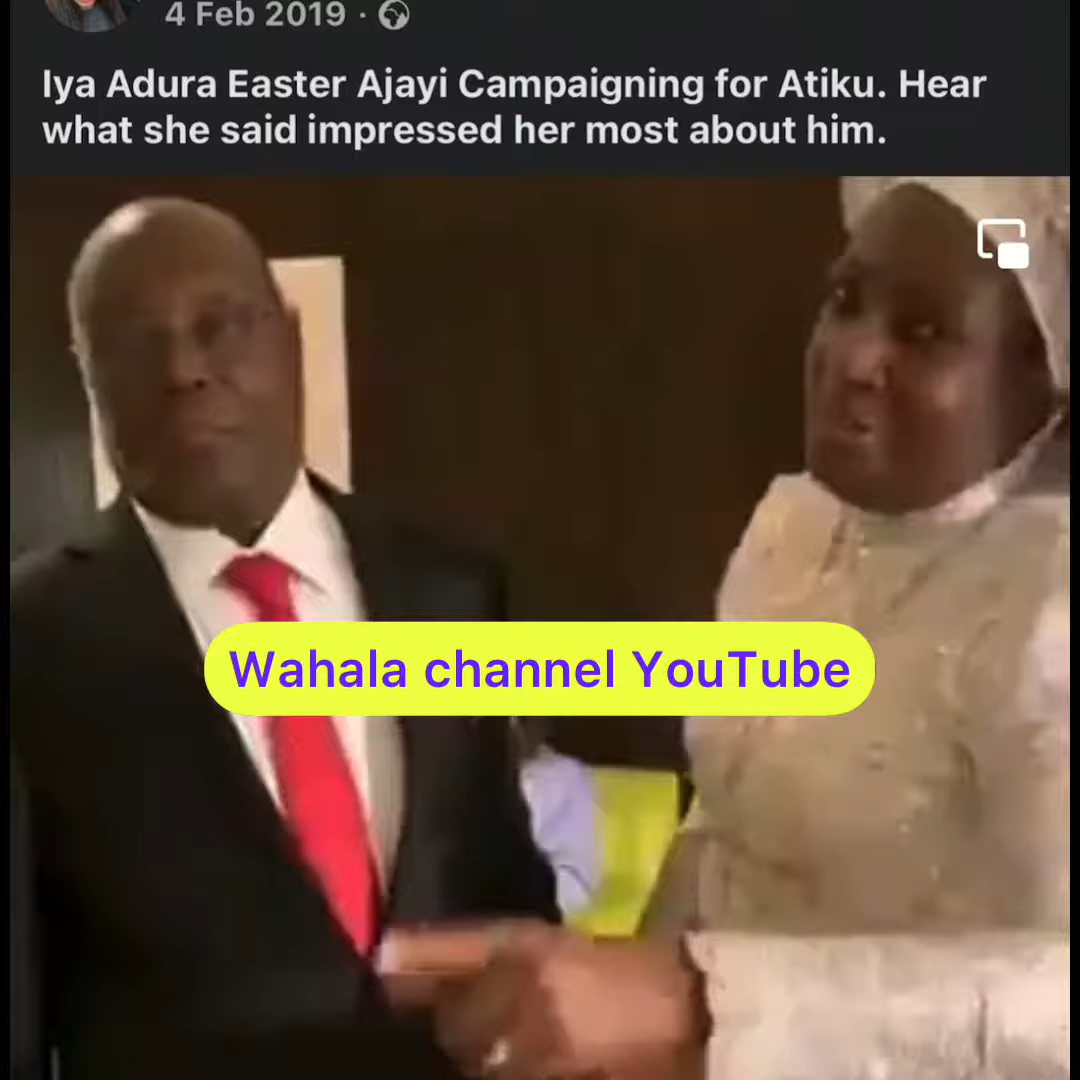 4 Feb 2019 ·
Iya Adura Easter Ajayi Campaigning for Atiku. Hear
what she said impressed her most about him.
Wahala channel YouTube